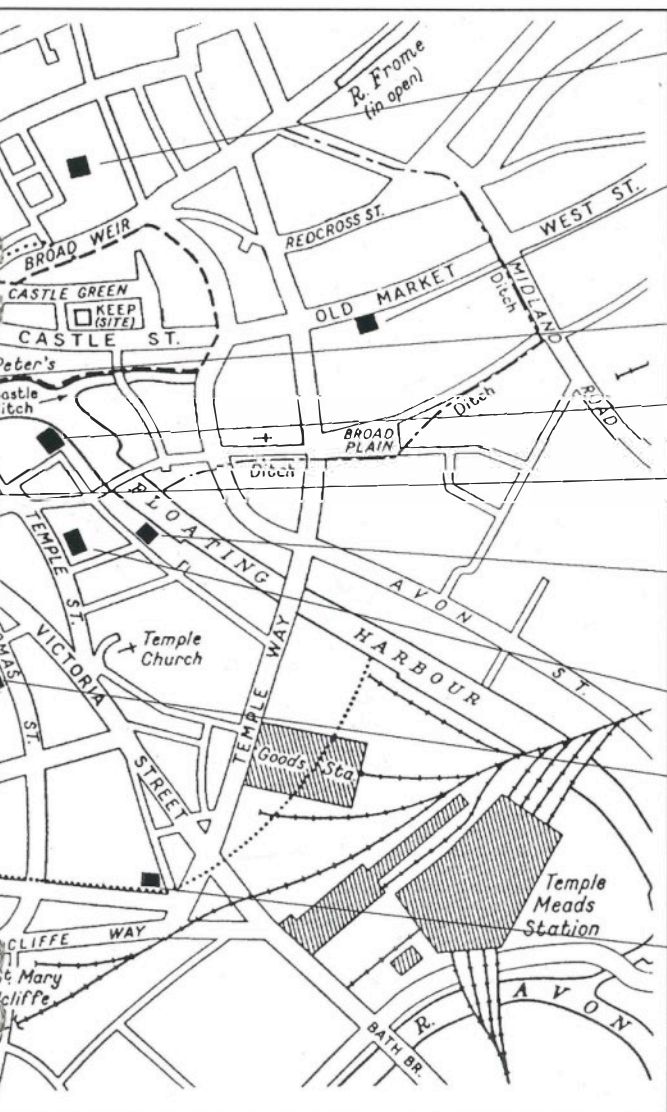 R. Frome
(in open)
BROAD WEIR
REDCROSS ST.
WEST ST.
CASTLE GREEN
KEEP
(SITE)
OLD MARKET
Ditch
MIDLAND
ROAD
CASTLE ST.
Peter's
astle
itch
Ditch
BROAD
PLAIN
Ditch
FLOATING
HARBOUR
TEMPLE ST.
AVON ST.
Temple
Church
VICTORIA
STREET
OMAS
ST.
TEMPLE WAY
Goods Sta.
Temple
Meads
Station
CLIFFE WAY
t. Mary
cliffe
BATH BR.
R. AVON